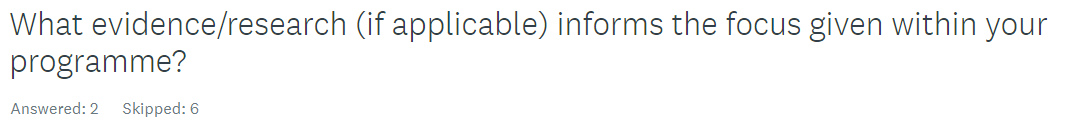 What evidence/research (if applicable) informs the focus given within your
programme?
Answered: 2 Skipped: 6